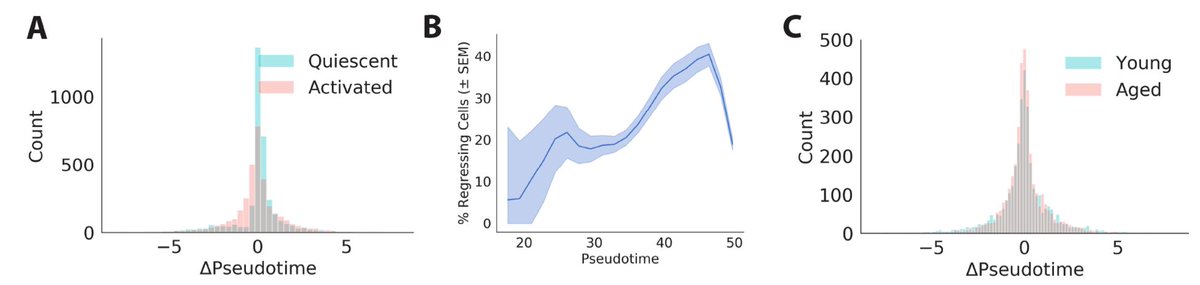 A
Count
1000
500
0
−5
0
5
ΔPseudotime
Quiescent
Activated
B
% Regressing Cells (± SEM)
40
30
20
10
0
20
30
40
50
Pseudotime
C
Count
500
400
300
200
100
0
−5
0
5
ΔPseudotime
Young
Aged